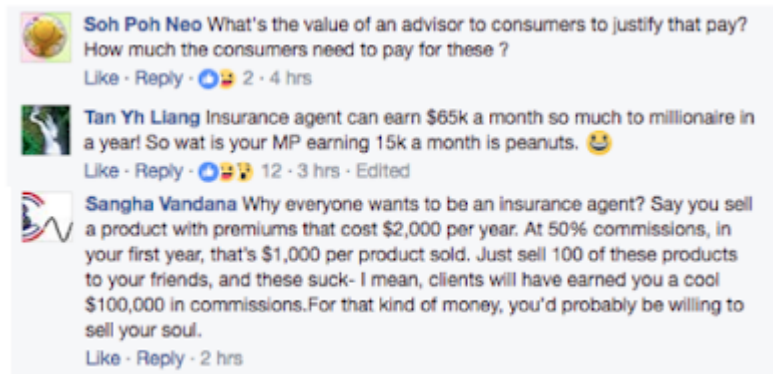 Soh Poh Neo What's the value of an advisor to consumers to justify that pay?
How much the consumers need to pay for these ?
Like · Reply · 2 · 4 hrs
Tan Yh Liang Insurance agent can earn $65k a month so much to millionaire in
a year! So wat is your MP earning 15k a month is peanuts. 😀
Like · Reply · 12 · 3 hrs · Edited
Sangha Vandana Why everyone wants to be an insurance agent? Say you sell
a product with premiums that cost $2,000 per year. At 50% commissions, in
your first year, that's $1,000 per product sold. Just sell 100 of these products
to your friends, and these suck- I mean, clients will have earned you a cool
$100,000 in commissions.For that kind of money, you'd probably be willing to
sell your soul.
Like · Reply · 2 hrs